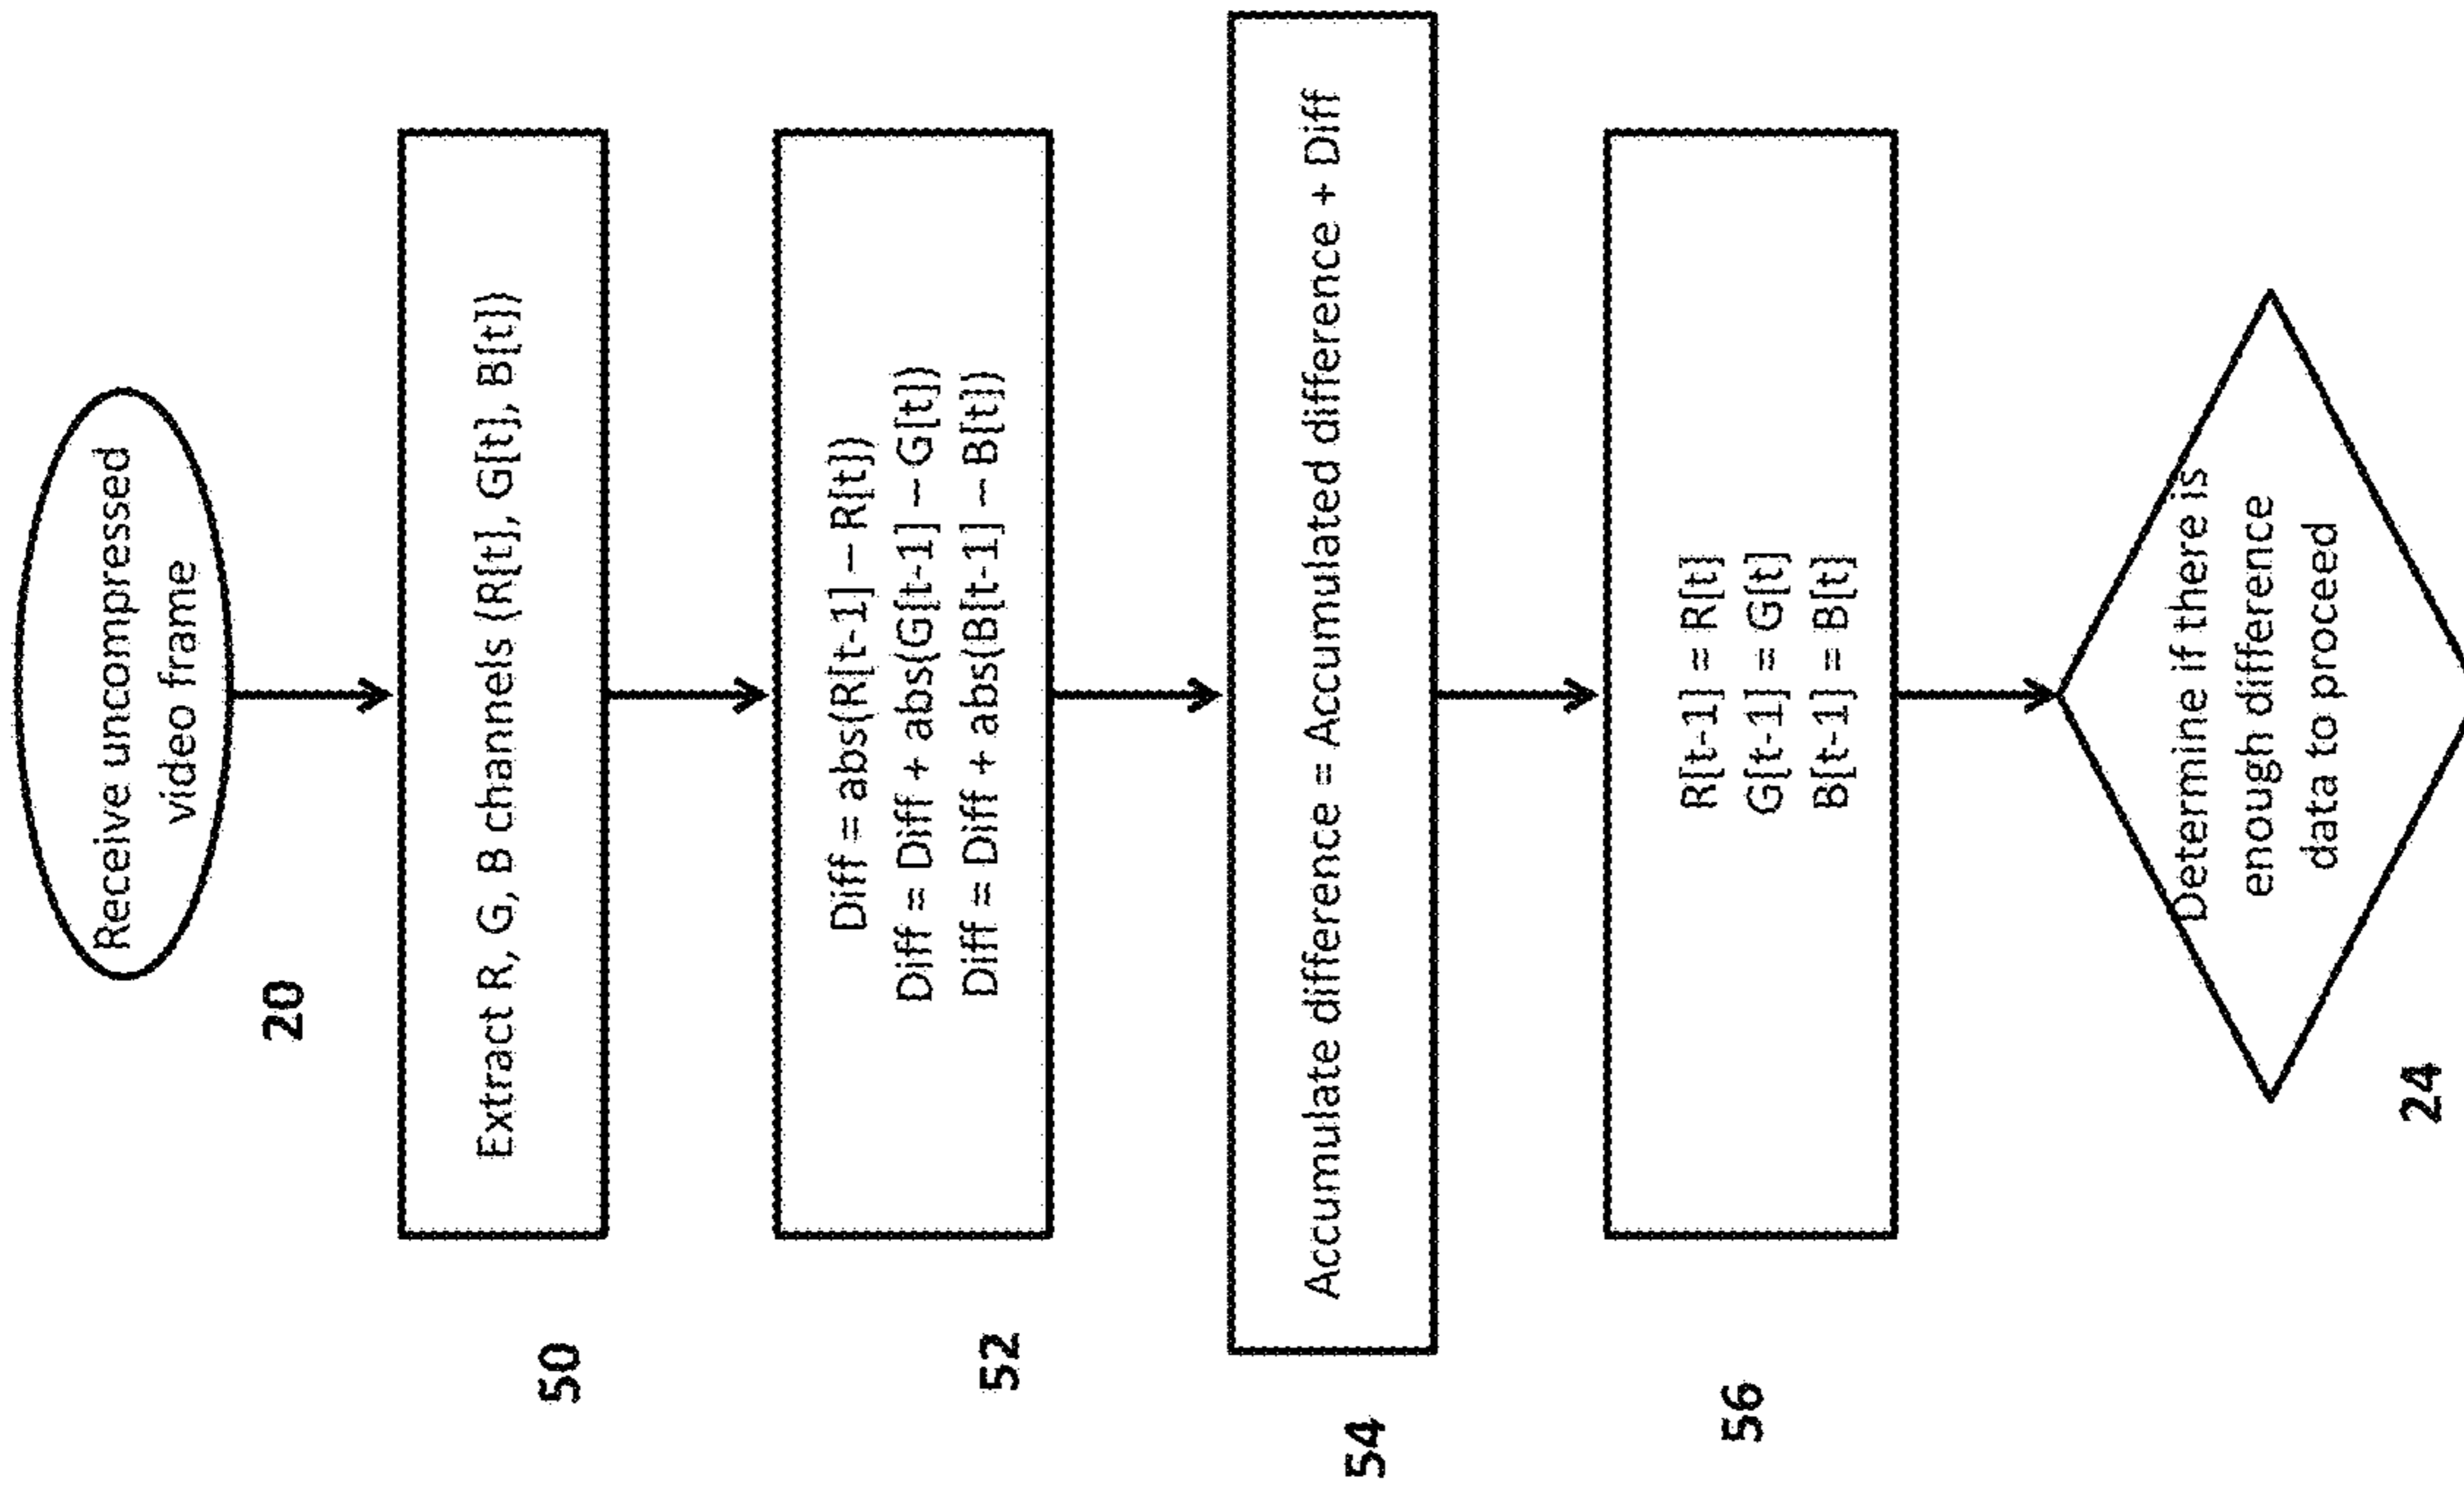 Receive uncompressed
video frame
20
Extract R, G, B channels (R[t], G[t], B[t])
50
Diff = abs(R[t-1] – R[t])
Diff = Diff + abs(G[t-1] – G[t])
Diff = Diff + abs(B[t-1] – B[t])
52
Accumulate difference = Accumulated difference + Diff
54
R[t-1] = R[t]
G[t-1] = G[t]
B[t-1] = B[t]
56
Determine if there is
enough difference
data to proceed
24